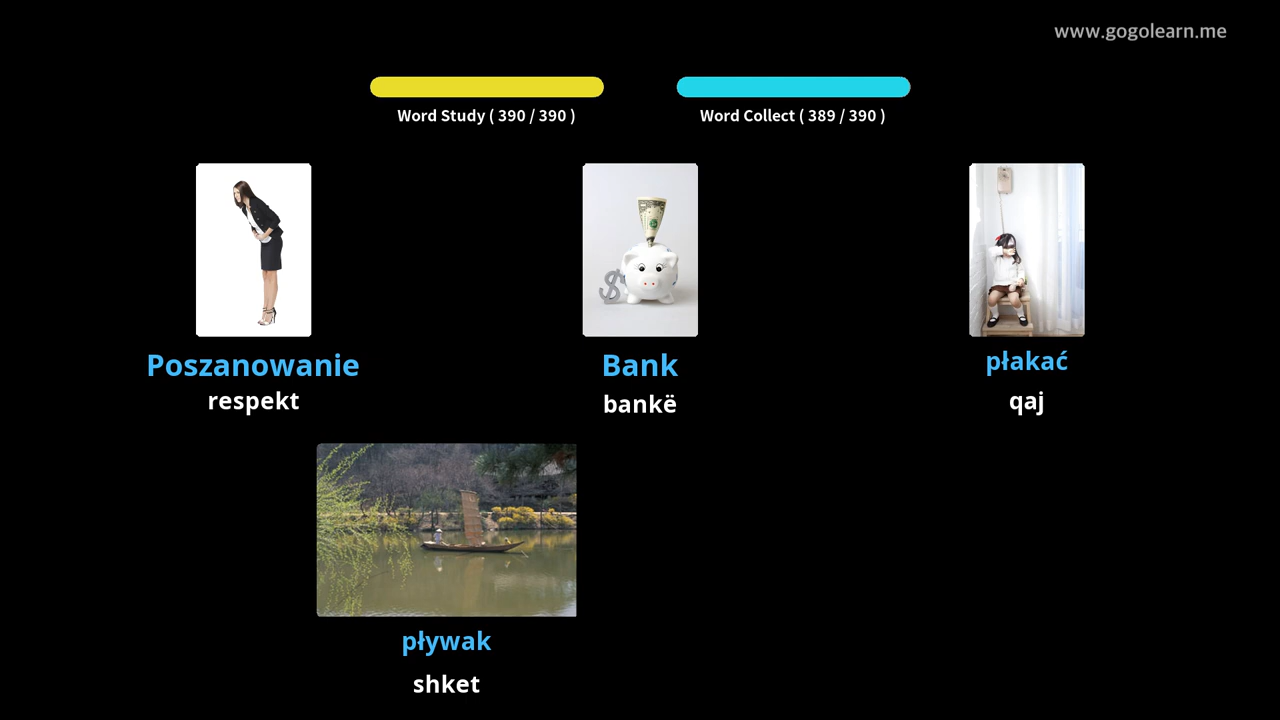 www.gogolearn.me
Word Study ( 390 / 390 )
Word Collect ( 389 / 390 )
Poszanowanie
respekt
Bank
bankë
płakać
qaj
pływak
shket